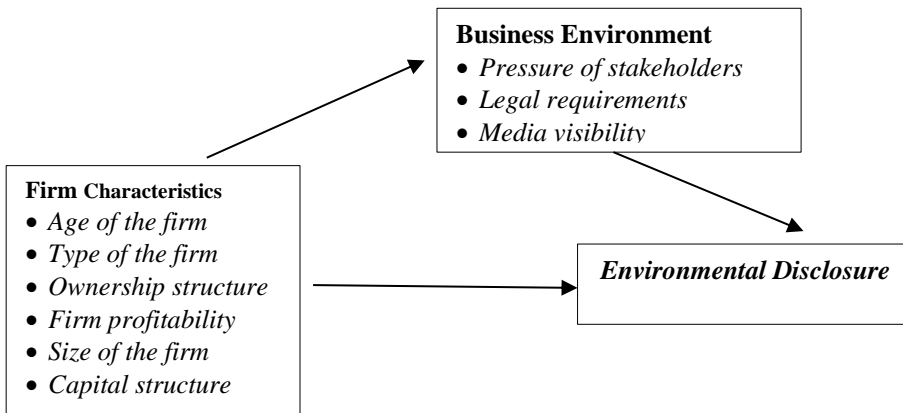 Business Environment
• Pressure of stakeholders
• Legal requirements
• Media visibility
Firm Characteristics
• Age of the firm
• Type of the firm
• Ownership structure
• Firm profitability
• Size of the firm
• Capital structure
Environmental Disclosure